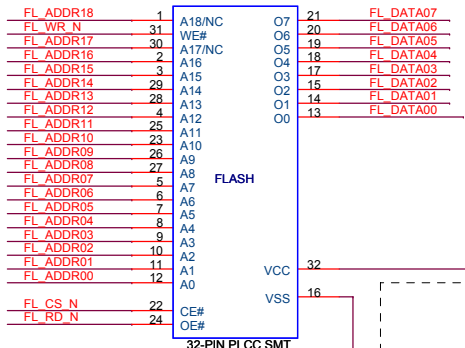 FL_ADDR18 1 A18/NC O7 21 FL_DATA07
FL_WR_N 31 WE# O6 20 FL_DATA06
FL_ADDR17 30 A17/NC O5 19 FL_DATA05
FL_ADDR16 2 A16 O4 18 FL_DATA04
FL_ADDR15 3 A15 O3 17 FL_DATA03
FL_ADDR14 29 A14 O2 15 FL_DATA02
FL_ADDR13 28 A13 O1 14 FL_DATA01
FL_ADDR12 4 A12 O0 13 FL_DATA00
FL_ADDR11 25 A11
FL_ADDR10 23 A10
FL_ADDR09 26 A9
FL_ADDR08 27 A8
FL_ADDR07 5 A7 FLASH
FL_ADDR06 6 A6
FL_ADDR05 7 A5
FL_ADDR04 8 A4
FL_ADDR03 9 A3
FL_ADDR02 10 A2
FL_ADDR01 11 A1 VCC 32
FL_ADDR00 12 A0
VSS 16
FL_CS_N 22 CE#
FL_RD_N 24 OE#
32-PIN PLCC SMT